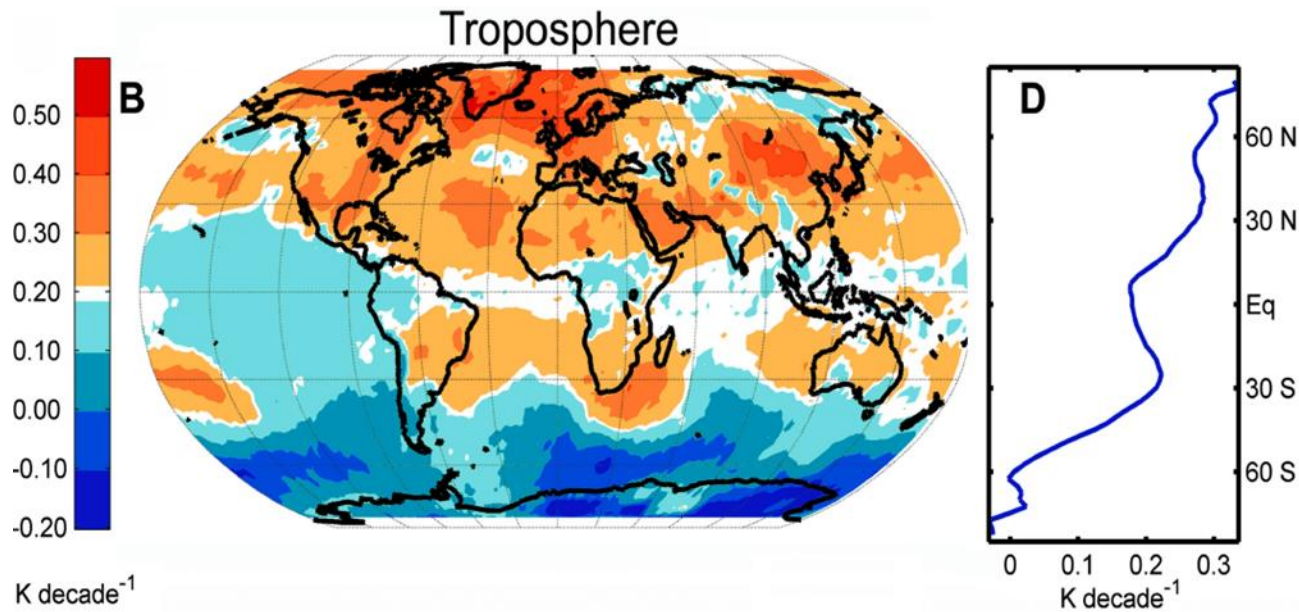 Troposphere
B
0.50
0.40
0.30
0.20
0.10
0.00
-0.10
-0.20
K decade⁻¹
D
60 N
30 N
Eq
30 S
60 S
0 0.1 0.2 0.3
K decade⁻¹